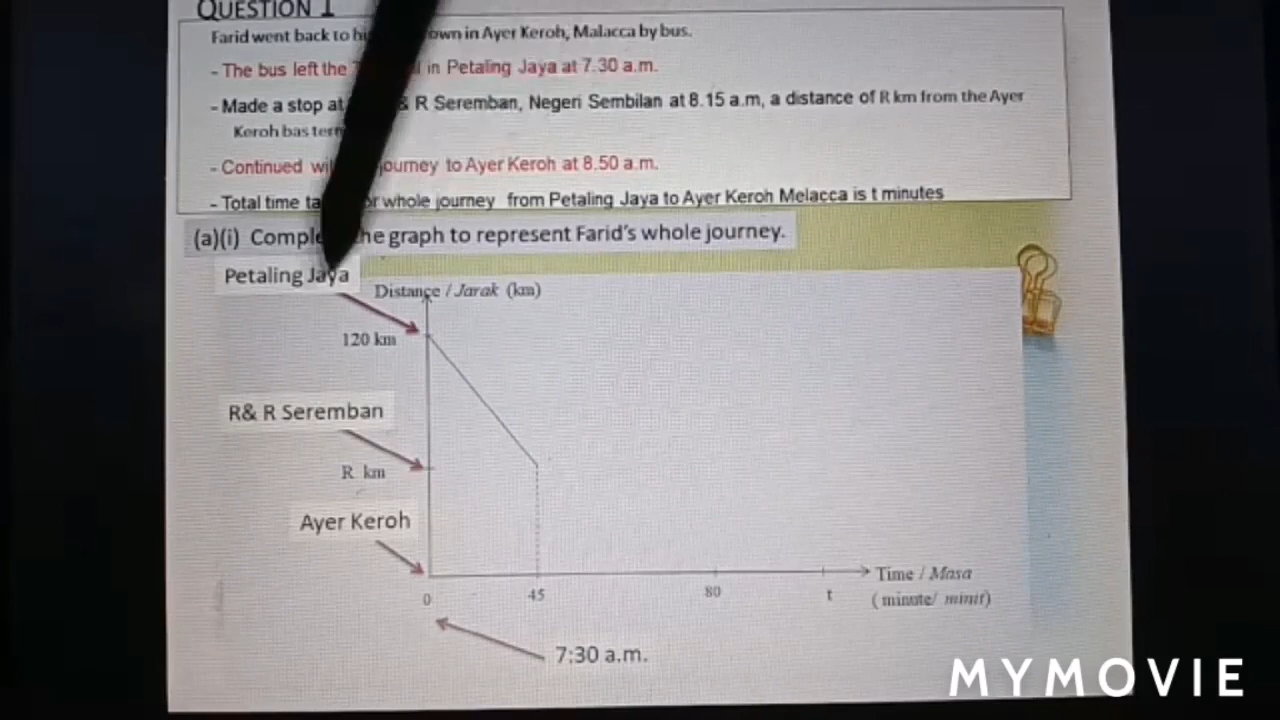 QUESTION 1
Farid went back to in Ayer Keroh, Malacca by bus.
- The bus left the in Petaling Jaya at 7.30 a.m.
- Made a stop at & R Seremban, Negeri Sembilan at 8.15 a.m, a distance of R km from the Ayer
Keroh bas
- Continued journey to Ayer Keroh at 8.50 a.m.
- Total time whole journey from Petaling Jaya to Ayer Keroh Melacca is t minutes
(a)(i) graph to represent Farid's whole journey.
Petaling Jaya
Distance / Jarak (km)
120 km
R& R Seremban
R km
Ayer Keroh
Time / Masa
(minute/ minit)
0
45
80
t
7:30 a.m.
MYMOVIE